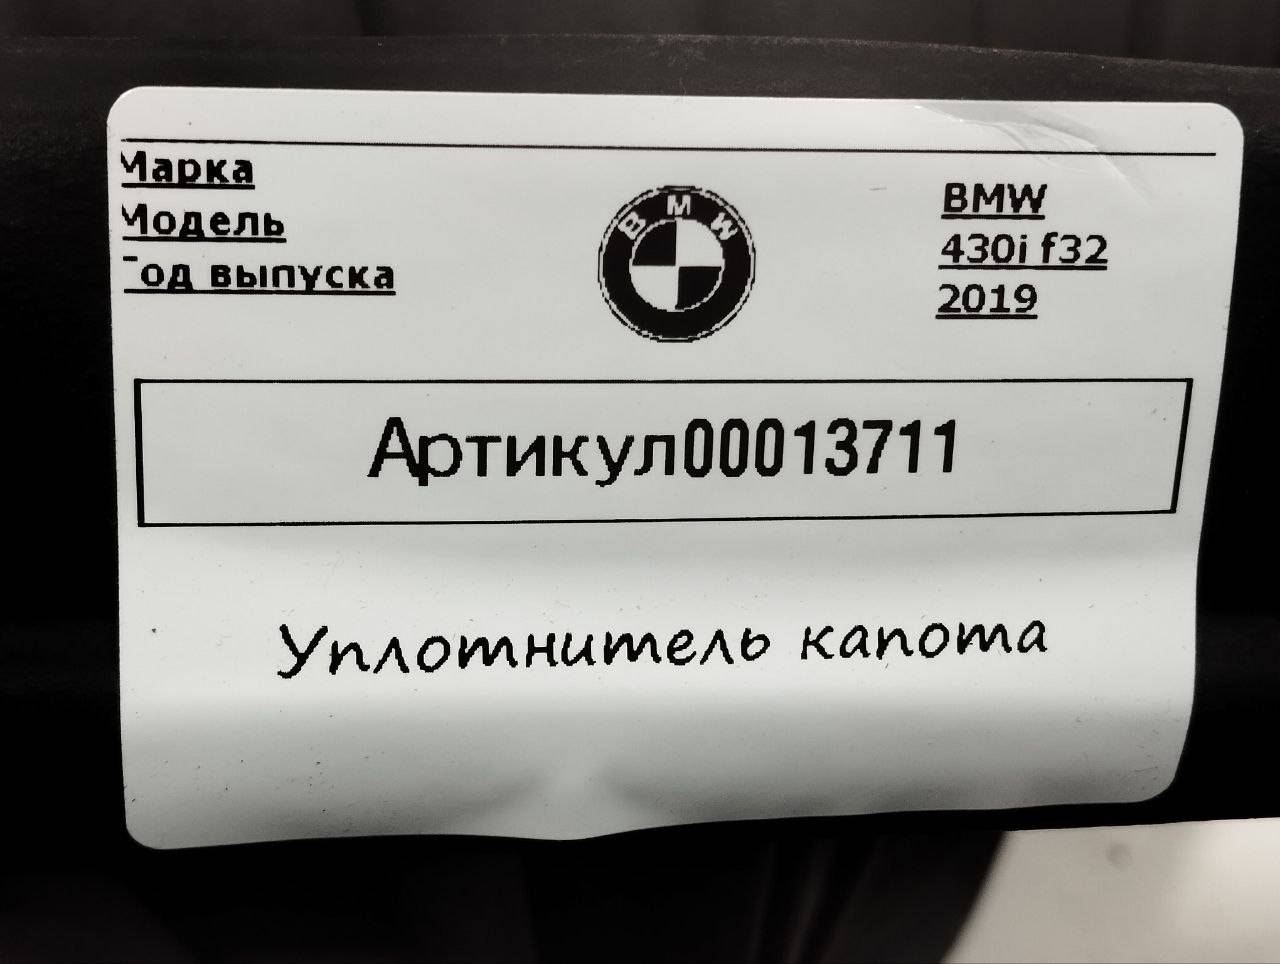 Марка
Модель
Год выпуска
BMW
BMW
430i f32
2019
Артикул00013711
Уплотнитель капота